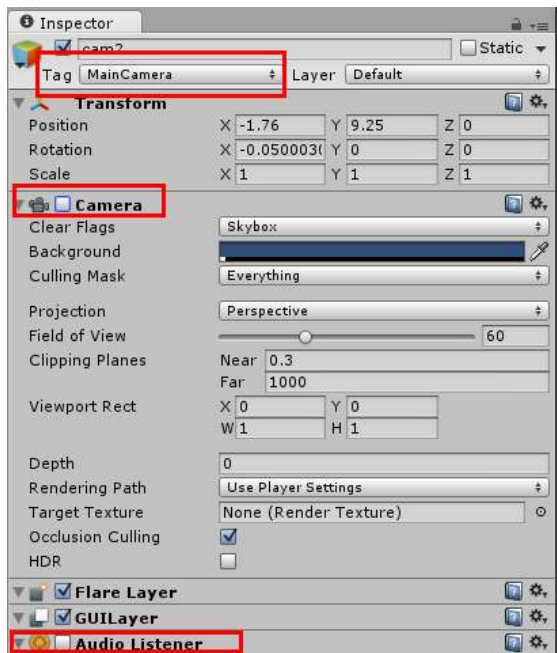 Inspector
cam2 Static
Tag MainCamera Layer Default
Transform
Position X -1.76 Y 9.25 Z 0
Rotation X -0.0500030 Y 0 Z 0
Scale X 1 Y 1 Z 1
Camera
Clear Flags Skybox
Background
Culling Mask Everything
Projection Perspective
Field of View 60
Clipping Planes Near 0.3
Far 1000
Viewport Rect X 0 Y 0
W 1 H 1
Depth 0
Rendering Path Use Player Settings
Target Texture None (Render Texture)
Occlusion Culling
HDR
Flare Layer
GUILayer
Audio Listener